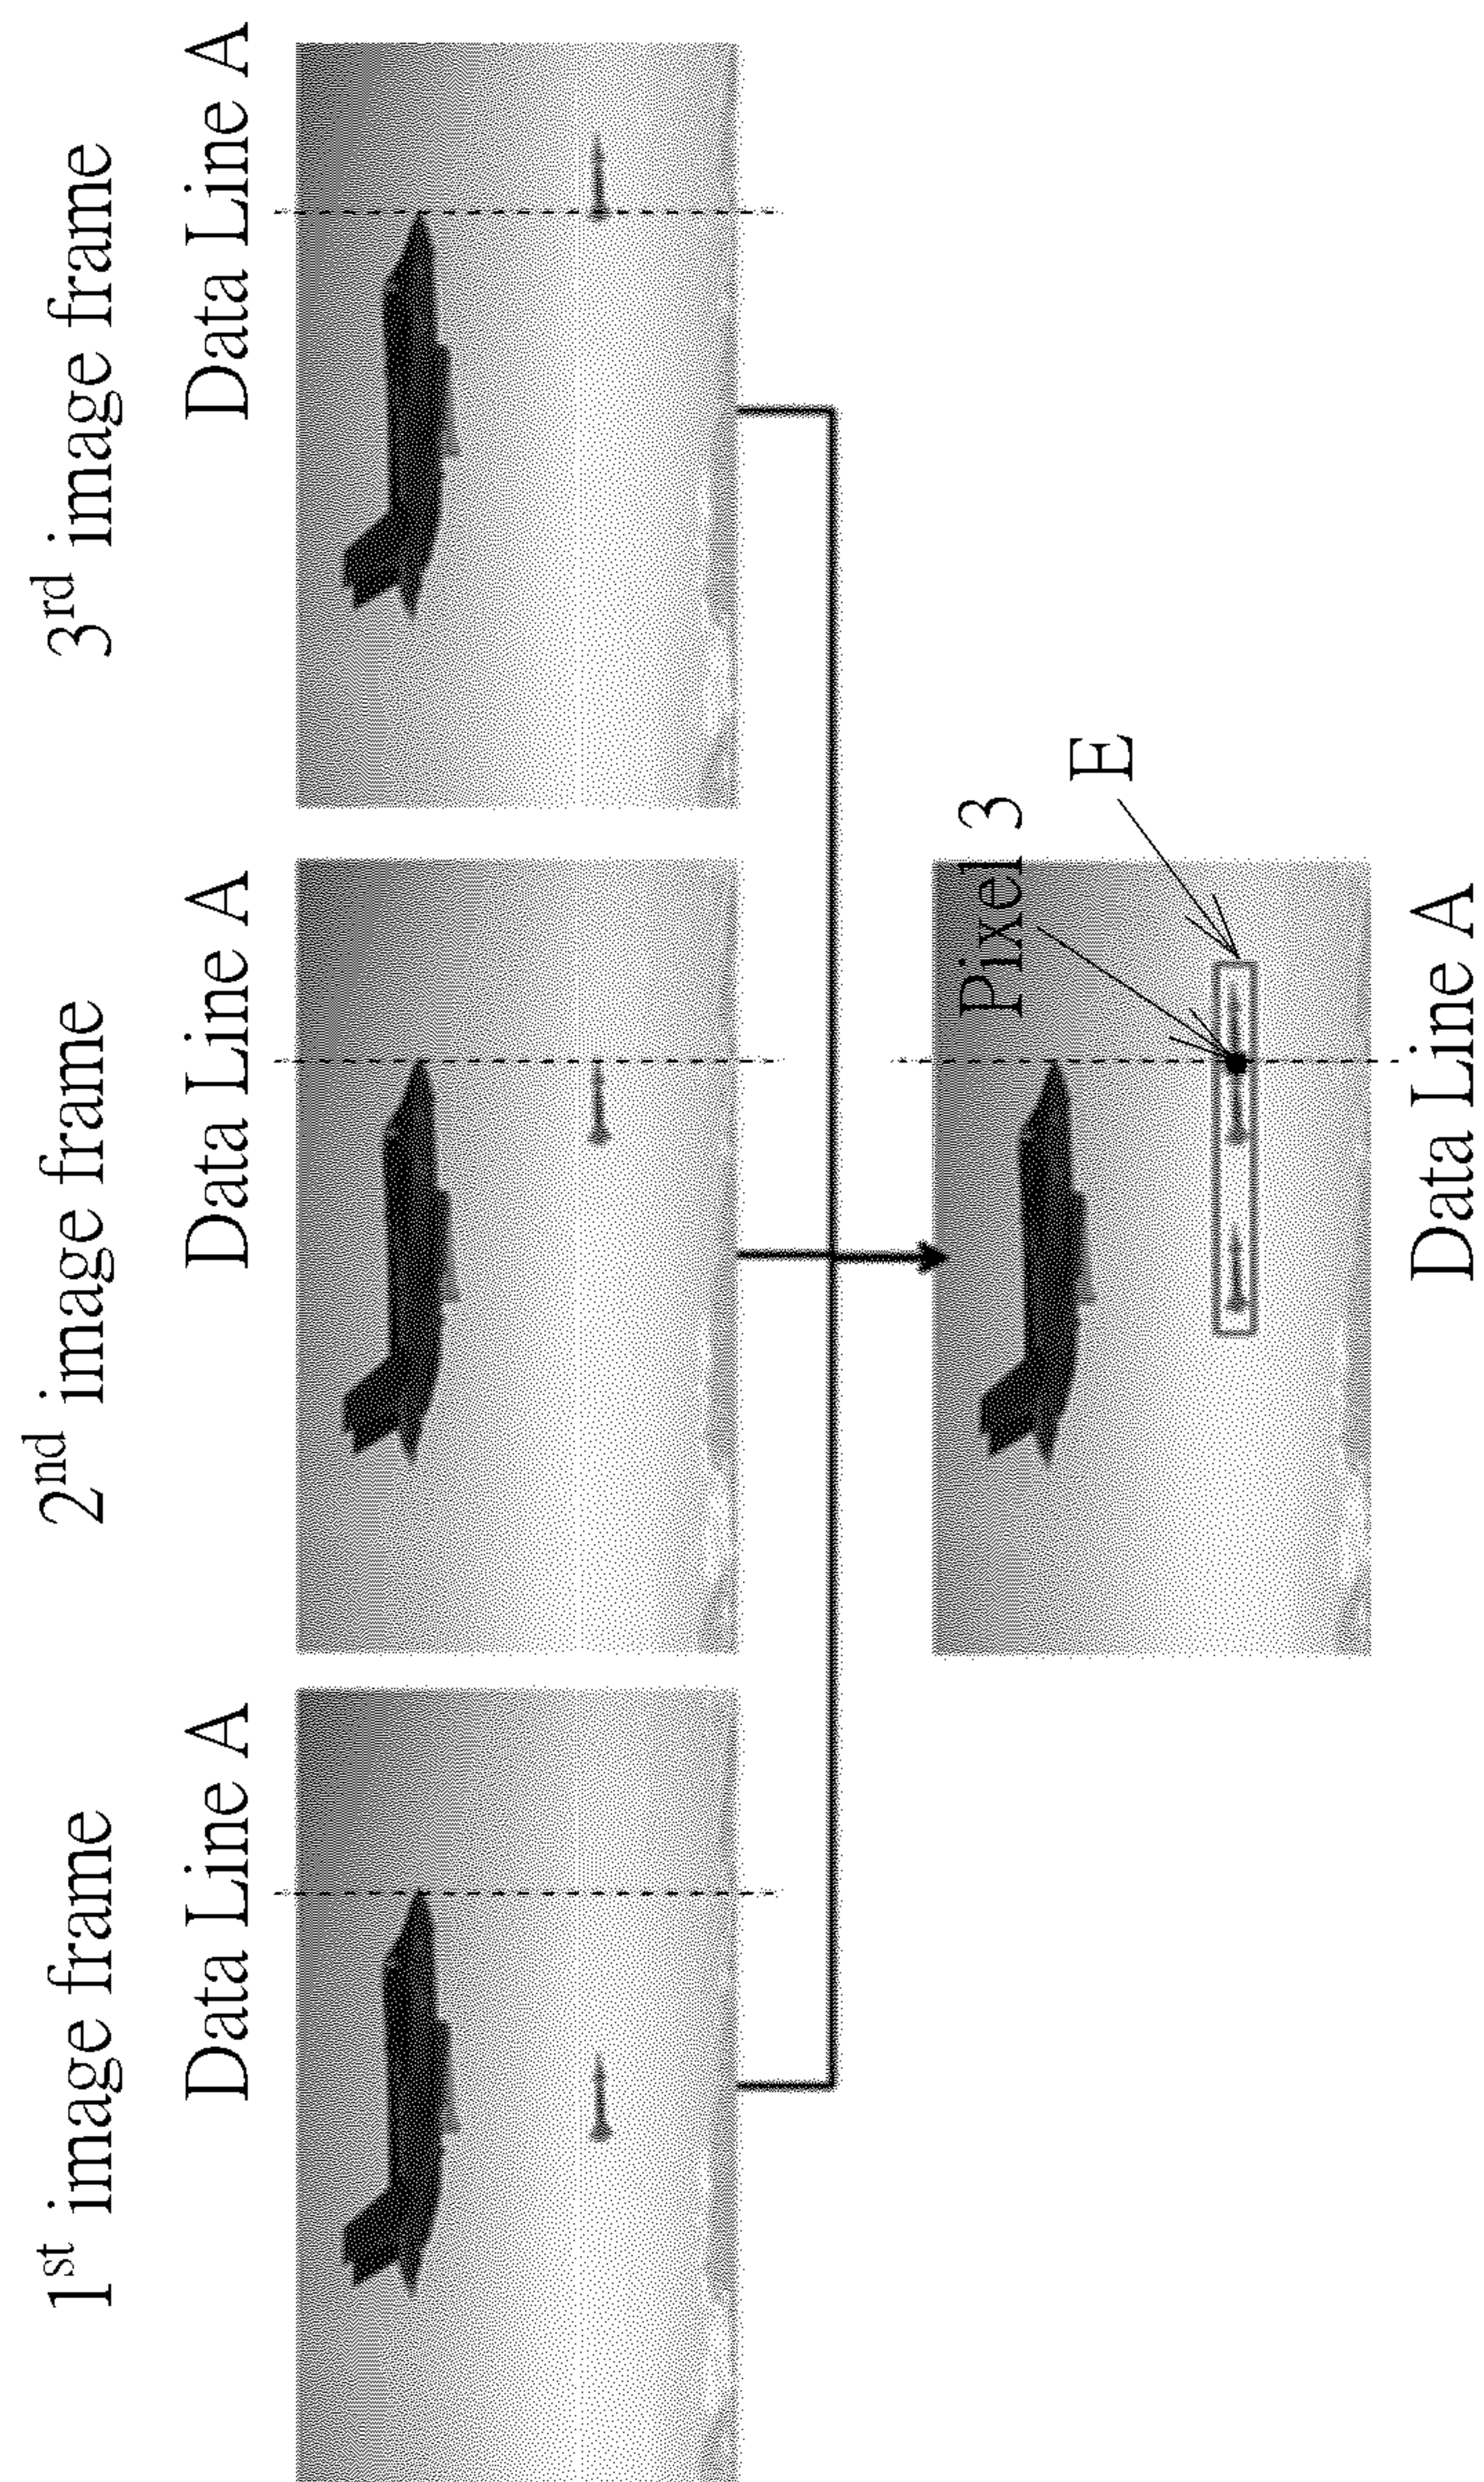 1st image frame
2nd image frame
3rd image frame
Data Line A
Data Line A
Data Line A
Pixel 3
E
Data Line A